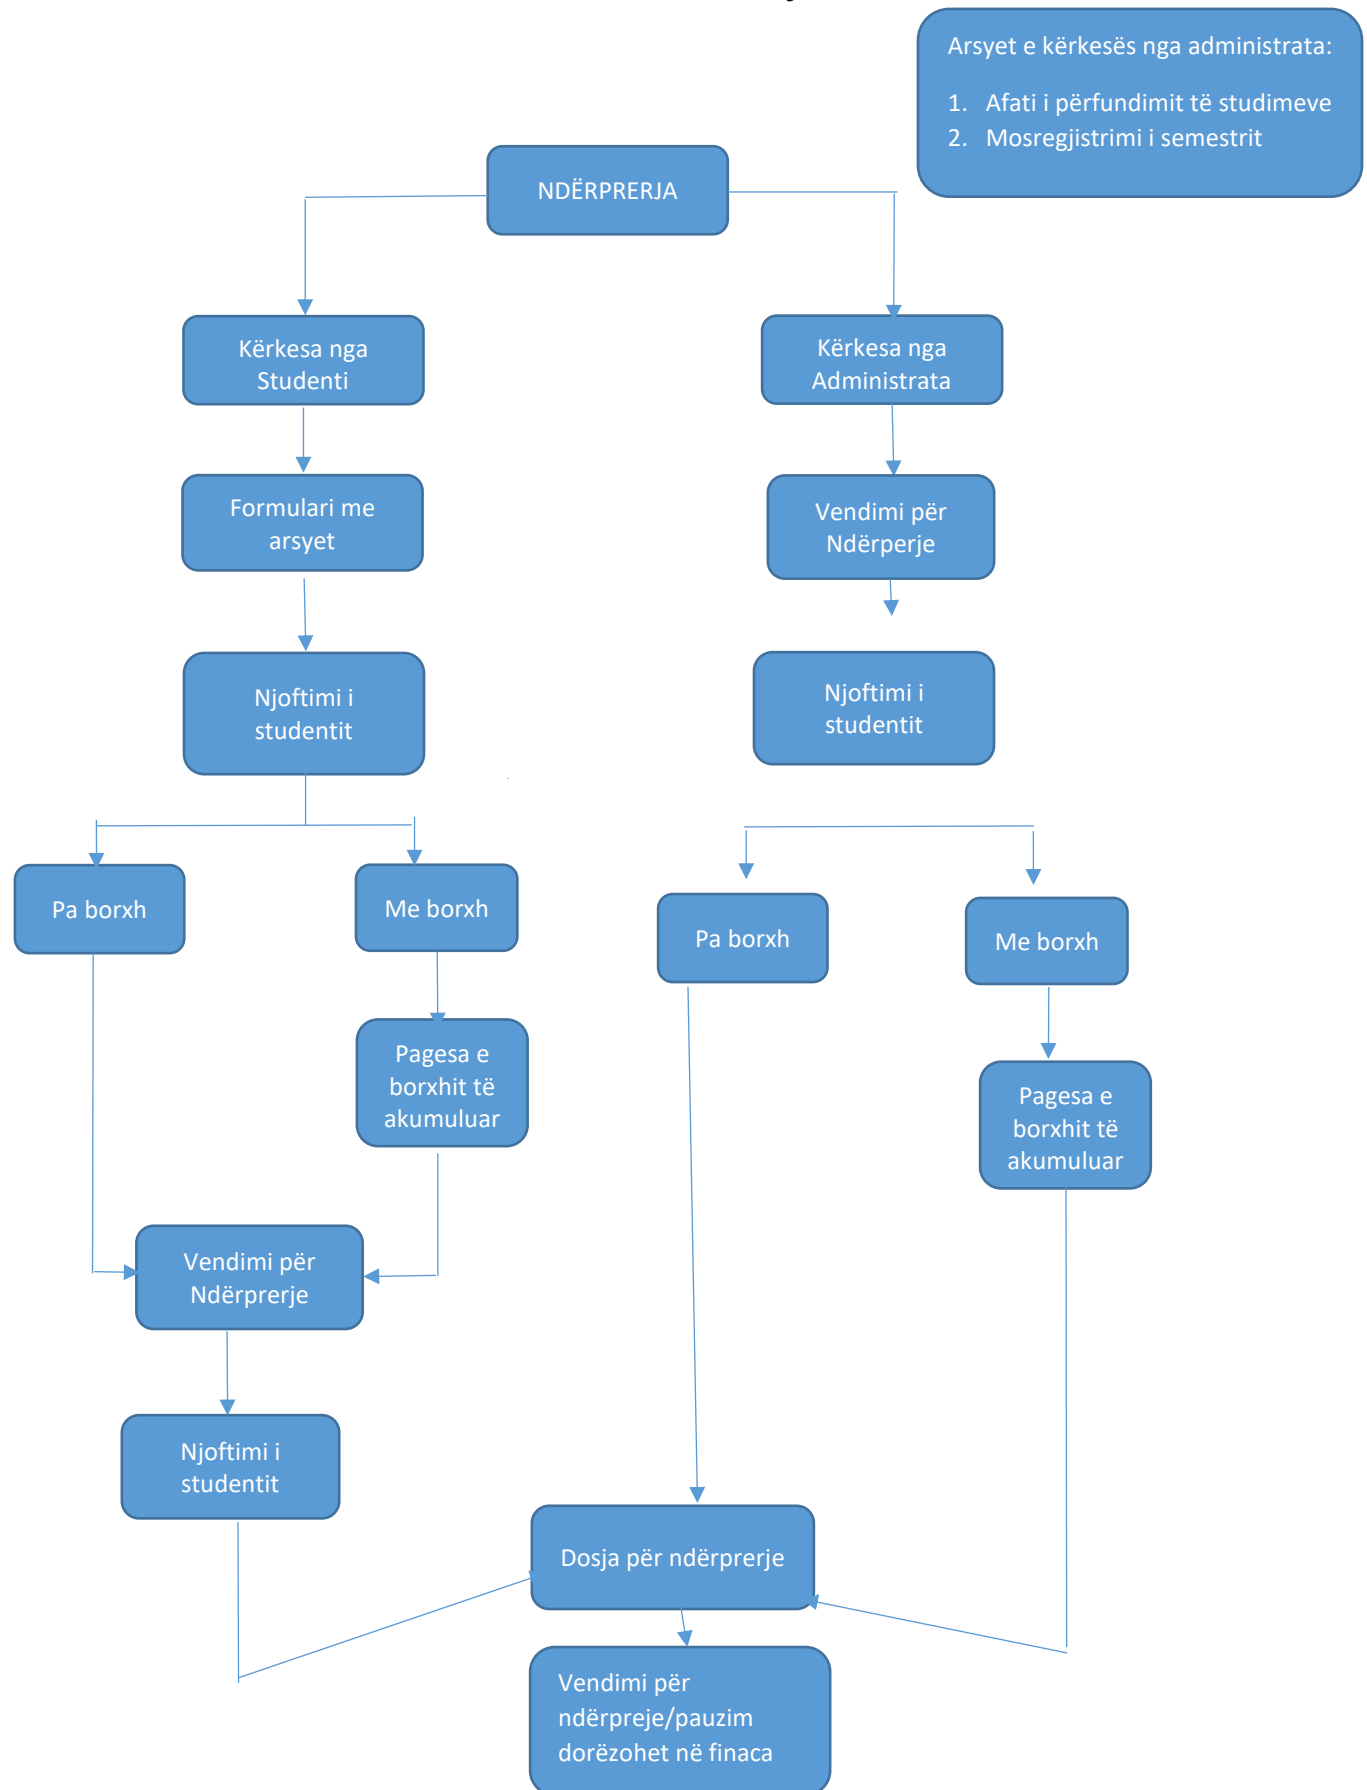 Arsyet e kërkesës nga administrata:
1. Afati i përfundimit të studimeve
2. Mosregjistrimi i semestrit
NDËRPRERJA
Kërkesa nga
Studenti
Kërkesa nga
Administrata
Formulari me
arsyet
Vendimi për
Ndërperje
Njoftimi i
studentit
Njoftimi i
studentit
Pa borxh
Me borxh
Pa borxh
Me borxh
Pagesa e
borxhit të
akumuluar
Pagesa e
borxhit të
akumuluar
Vendimi për
Ndërprerje
Njoftimi i
studentit
Dosja për ndërprerje
Vendimi për
ndërpreje/pauzim
dorëzohet në finaca